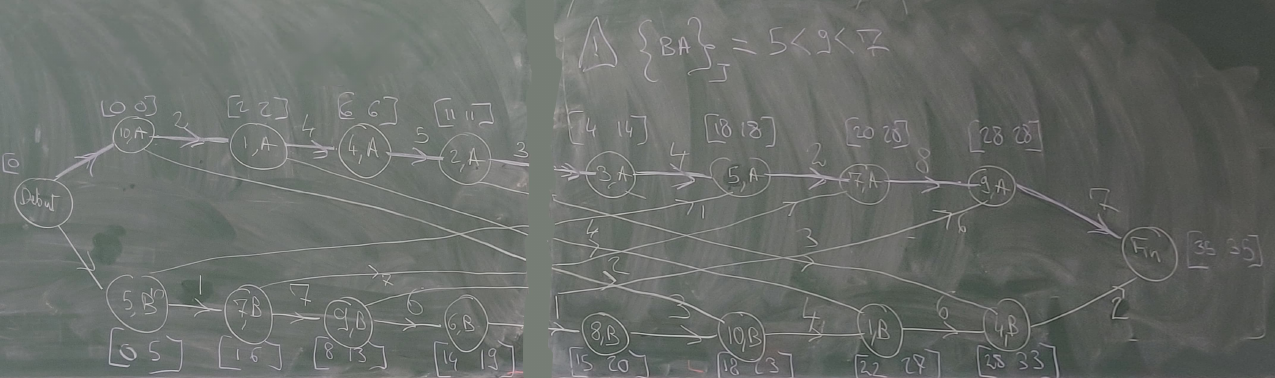 ⚠ {BA}J = 5<9<7
[0 0] [2 2] [6 6] [11 11] [14 14] [18 18] [20 20] [28 28]
[0
10,A 2 1,A 4 4,A 5 2,A 3 3,A 4 5,A 2 7,A 8 9,A 7
Debut
Fin [35 35]
1 4 5 3 6 2 7
5,B 1 7,B 7 9,B 6 6,B 1 8,B 3 10,B 4 1,B 6 4,B 2
[0 5] [1 6] [8 13] [14 19] [15 20] [18 23] [22 27] [28 33]